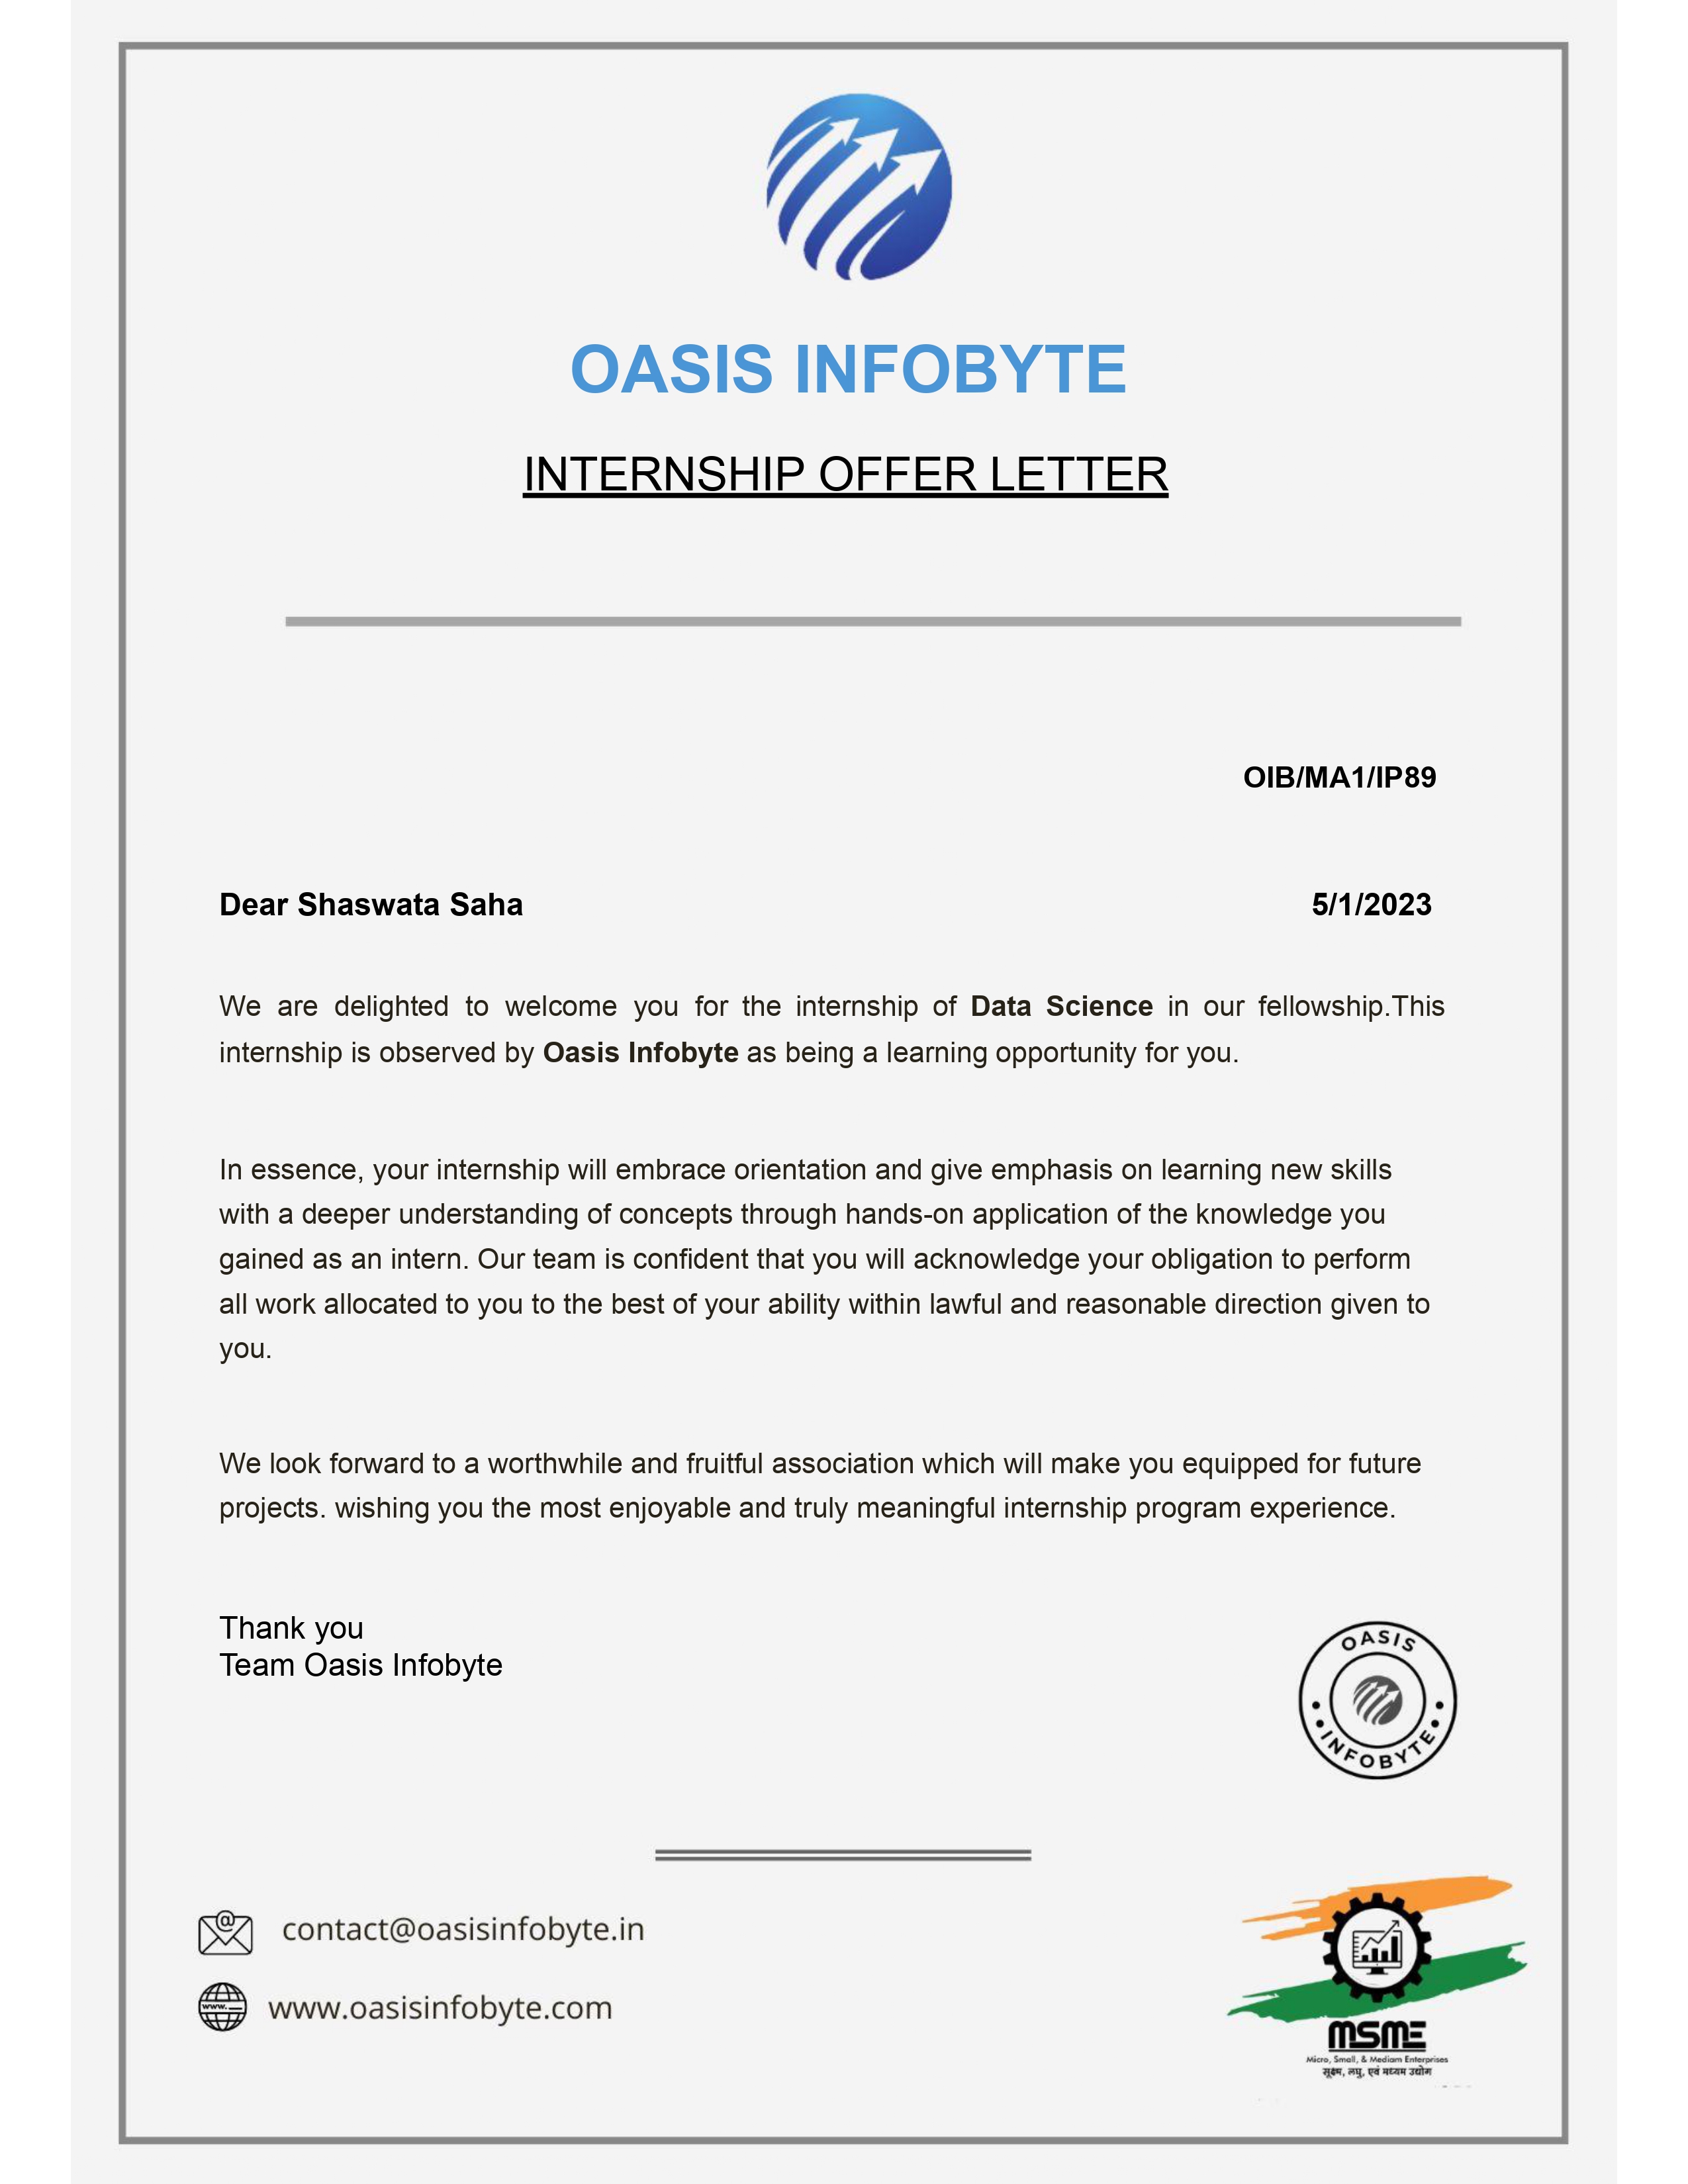 OASIS INFOBYTE
INTERNSHIP OFFER LETTER
OIB/MA1/IP89
Dear Shaswata Saha 5/1/2023
We are delighted to welcome you for the internship of Data Science in our fellowship.This
internship is observed by Oasis Infobyte as being a learning opportunity for you.
In essence, your internship will embrace orientation and give emphasis on learning new skills
with a deeper understanding of concepts through hands-on application of the knowledge you
gained as an intern. Our team is confident that you will acknowledge your obligation to perform
all work allocated to you to the best of your ability within lawful and reasonable direction given to
you.
We look forward to a worthwhile and fruitful association which will make you equipped for future
projects. wishing you the most enjoyable and truly meaningful internship program experience.
Thank you
Team Oasis Infobyte
OASIS
INFOBYTE
@
contact@oasisinfobyte.in
www.
www.oasisinfobyte.com
MSME
Micro, Small, & Mediam Enterprises
सूक्ष्म, लघु, एवं मध्यम उद्योग